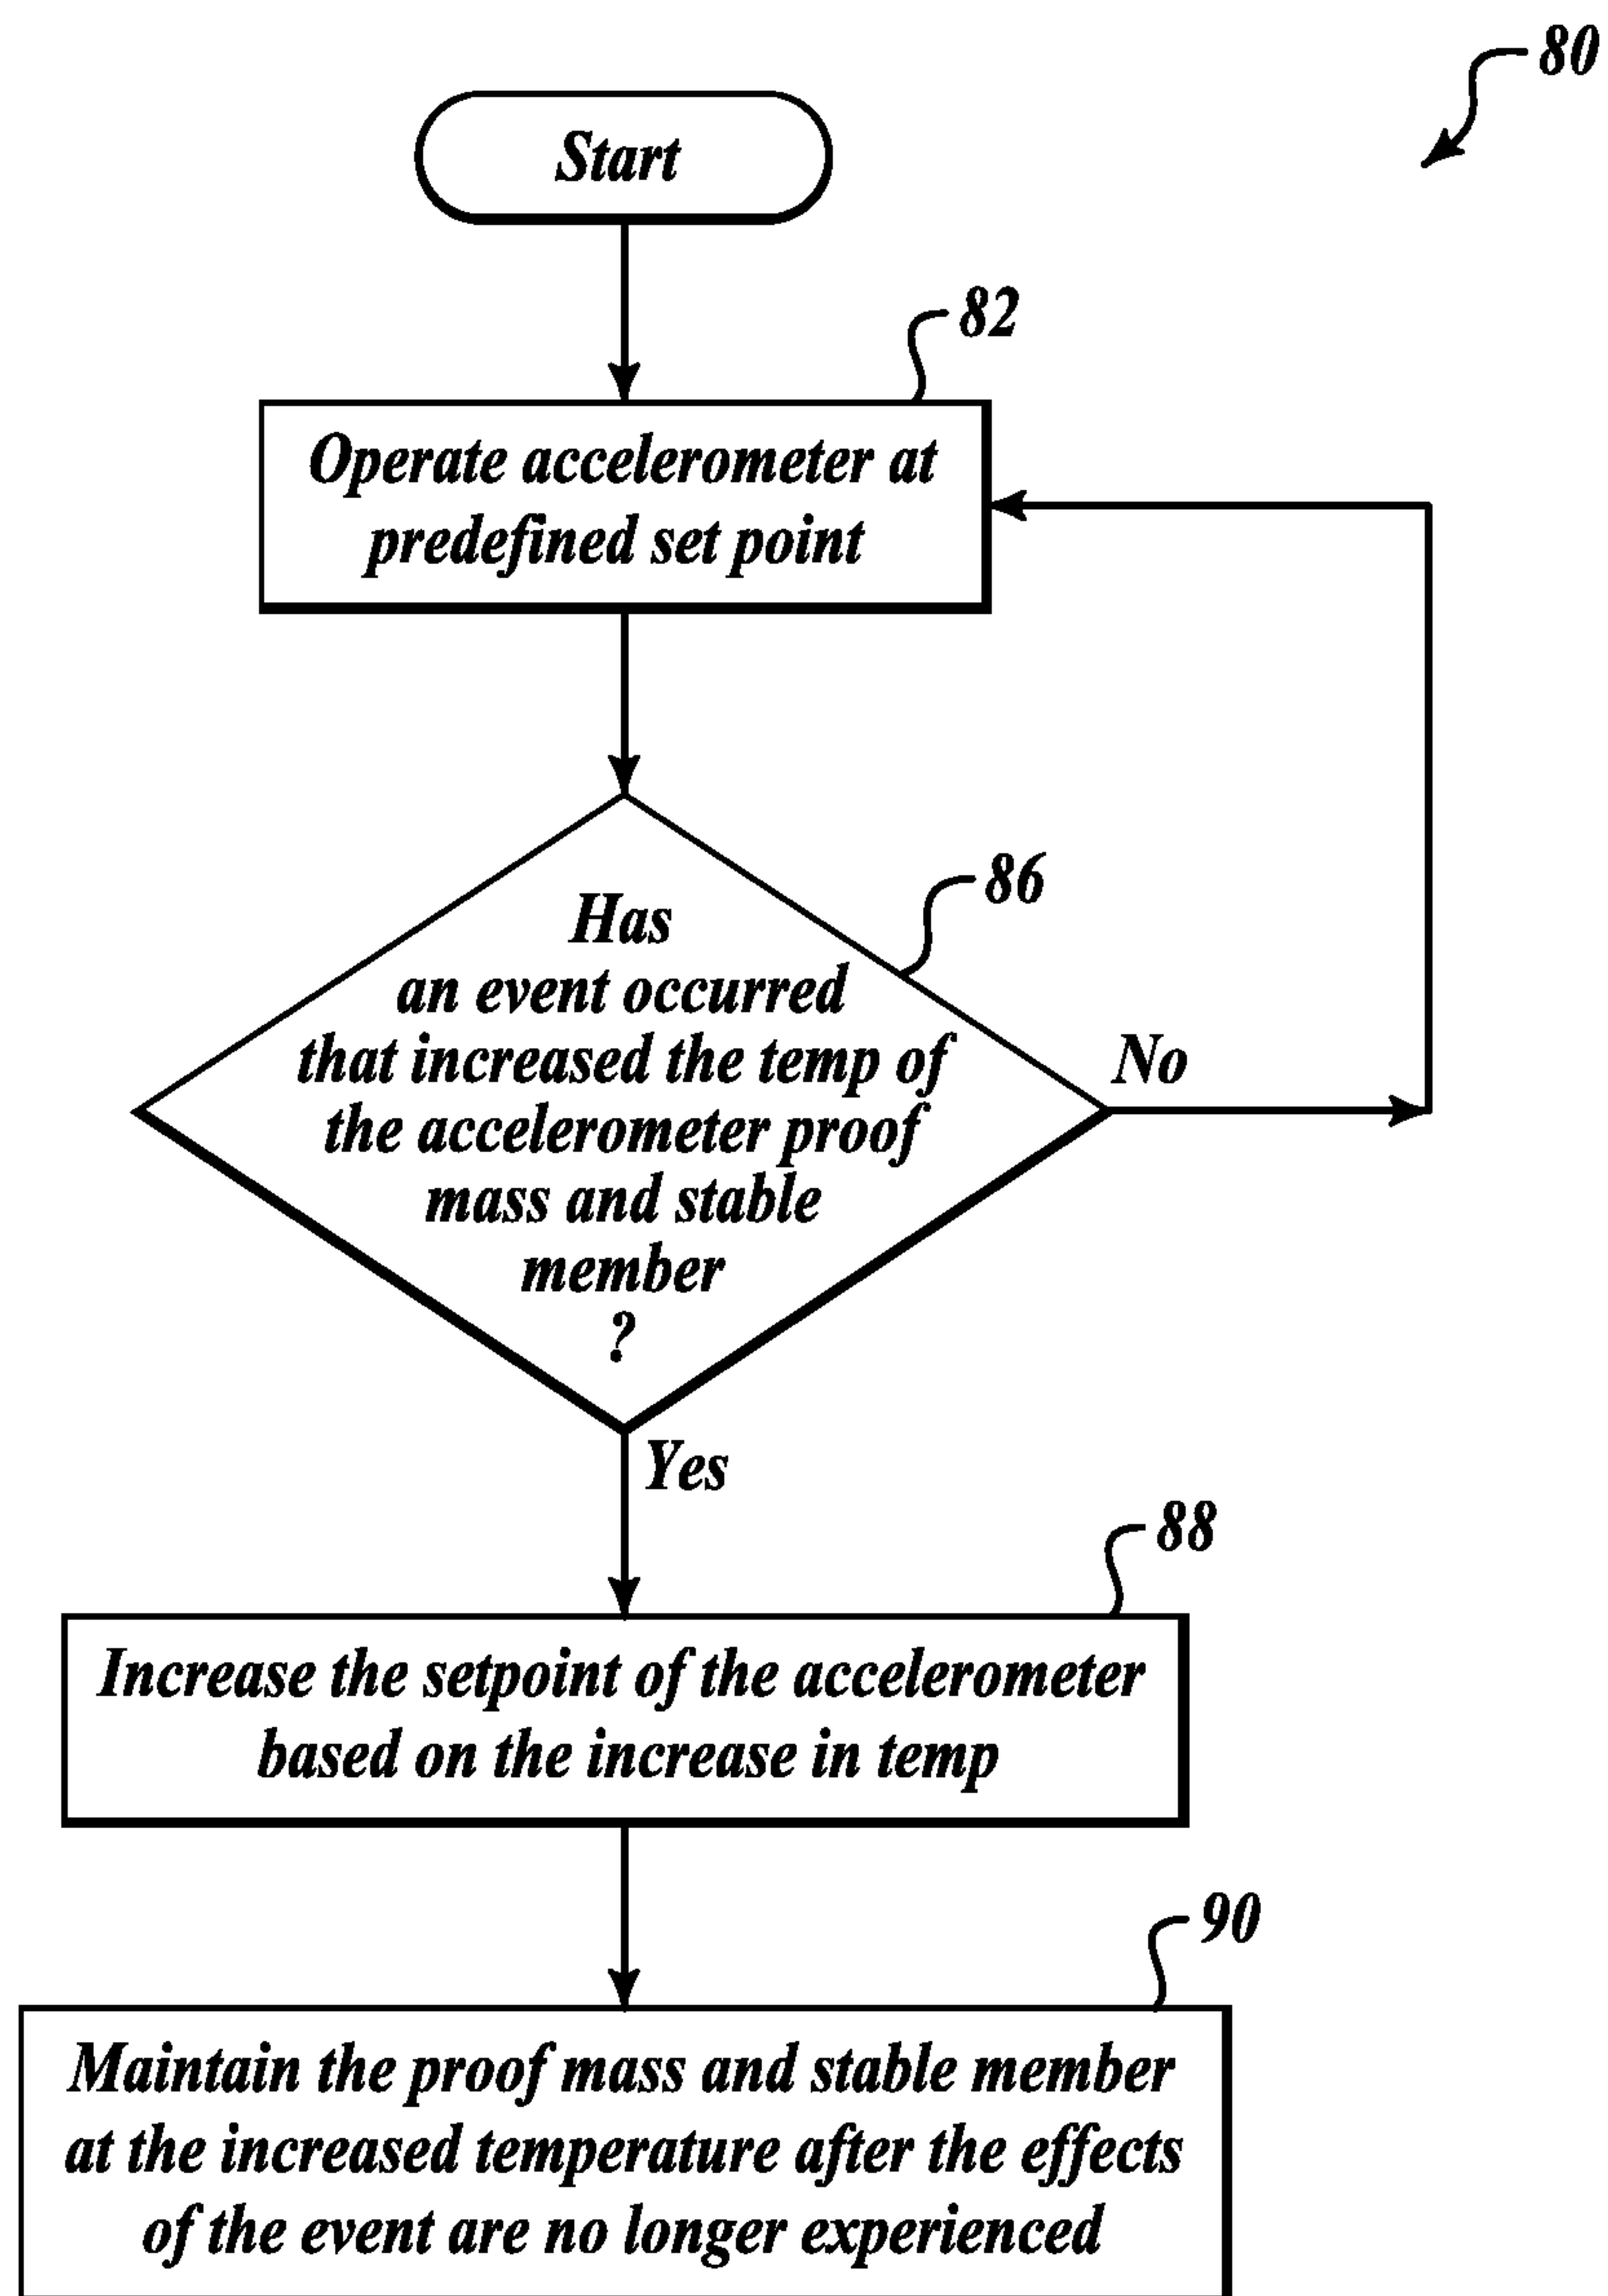 80
Start
82
Operate accelerometer at
predefined set point
86
Has
an event occurred
that increased the temp of
the accelerometer proof
mass and stable
member
?
No
Yes
88
Increase the setpoint of the accelerometer
based on the increase in temp
90
Maintain the proof mass and stable member
at the increased temperature after the effects
of the event are no longer experienced